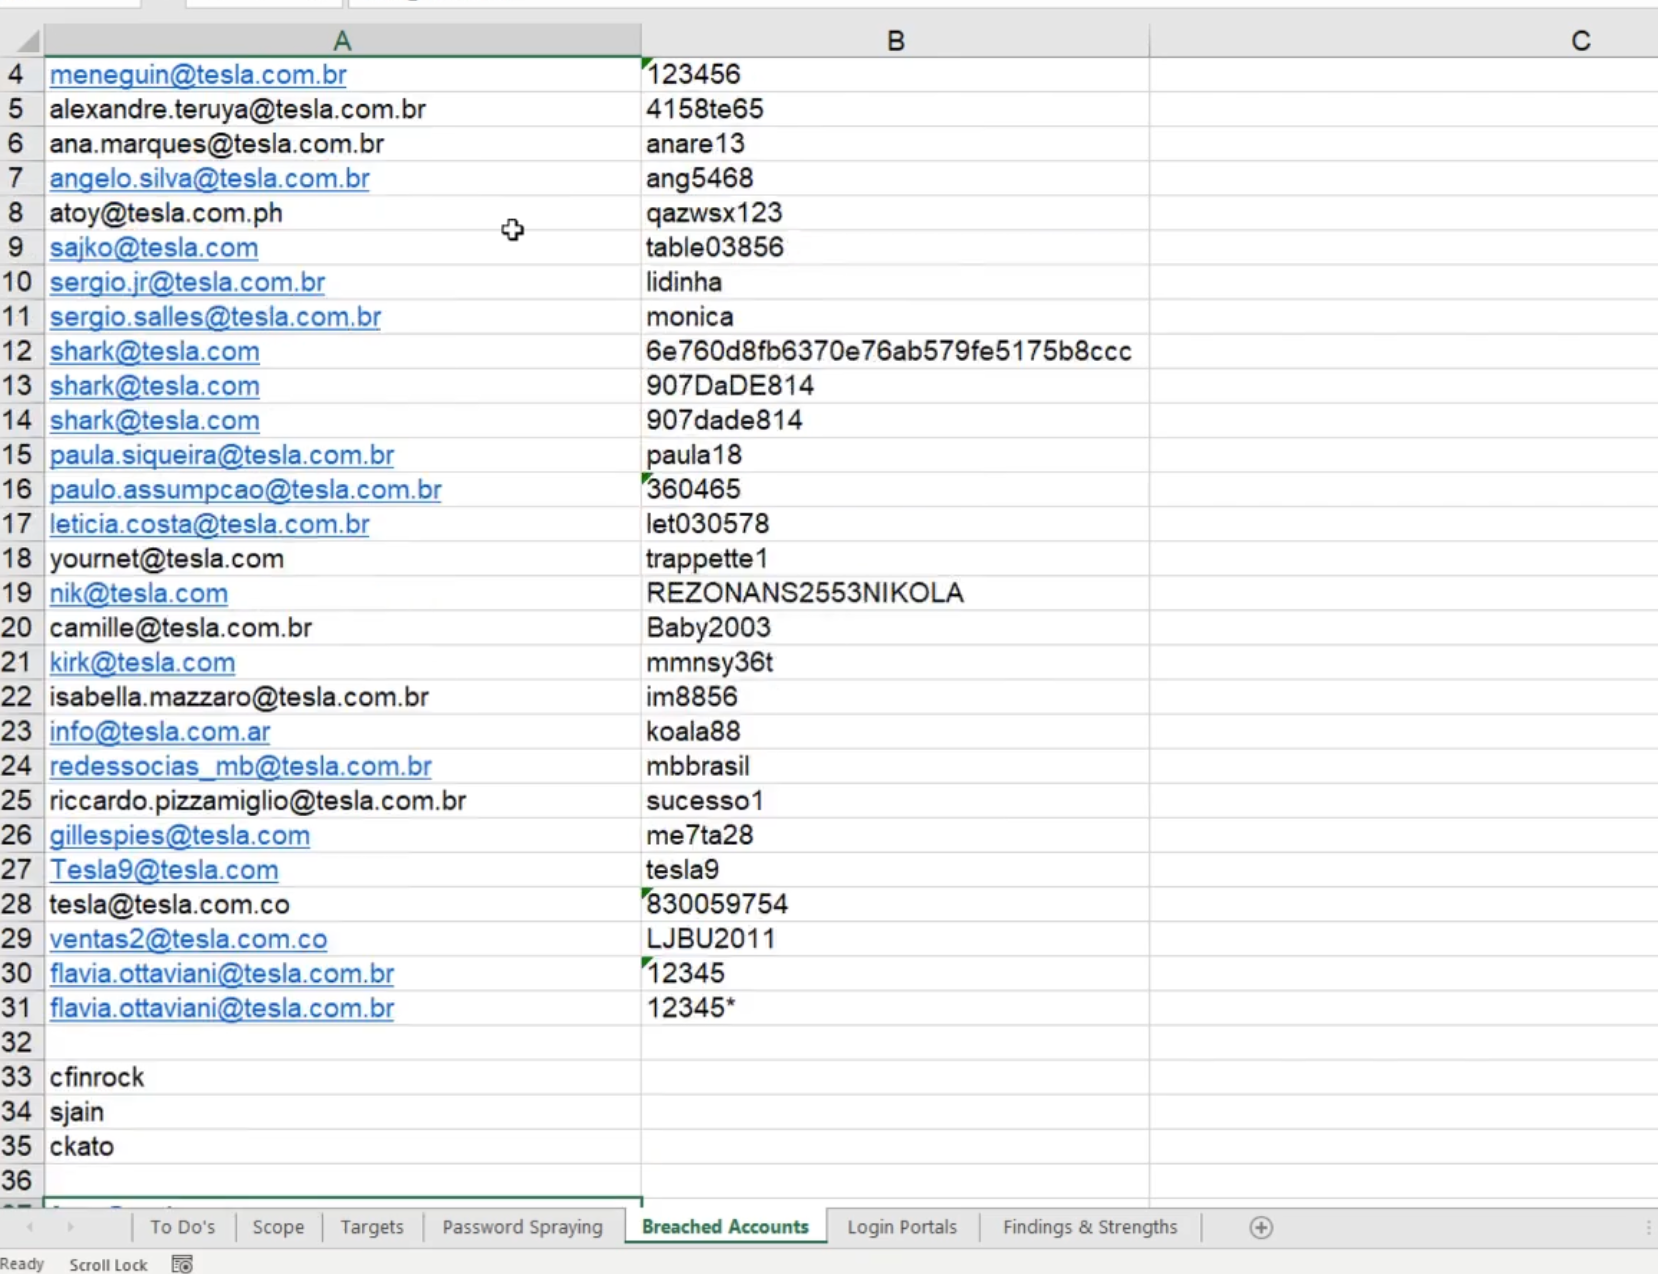 A B C
4 meneguin@tesla.com.br 123456
5 alexandre.teruya@tesla.com.br 4158te65
6 ana.marques@tesla.com.br anare13
7 angelo.silva@tesla.com.br ang5468
8 atoy@tesla.com.ph qazwsx123
9 sajko@tesla.com table03856
10 sergio.jr@tesla.com.br lidinha
11 sergio.salles@tesla.com.br monica
12 shark@tesla.com 6e760d8fb6370e76ab579fe5175b8ccc
13 shark@tesla.com 907DaDE814
14 shark@tesla.com 907dade814
15 paula.siqueira@tesla.com.br paula18
16 paulo.assumpcao@tesla.com.br 360465
17 leticia.costa@tesla.com.br let030578
18 yournet@tesla.com trappette1
19 nik@tesla.com REZONANS2553NIKOLA
20 camille@tesla.com.br Baby2003
21 kirk@tesla.com mmnsy36t
22 isabella.mazzaro@tesla.com.br im8856
23 info@tesla.com.ar koala88
24 redessocias_mb@tesla.com.br mbbrasil
25 riccardo.pizzamiglio@tesla.com.br sucesso1
26 gillespies@tesla.com me7ta28
27 Tesla9@tesla.com tesla9
28 tesla@tesla.com.co 830059754
29 ventas2@tesla.com.co LJBU2011
30 flavia.ottaviani@tesla.com.br 12345
31 flavia.ottaviani@tesla.com.br 12345*
32
33 cfinrock
34 sjain
35 ckato
36
To Do's Scope Targets Password Spraying Breached Accounts Login Portals Findings & Strengths
Ready Scroll Lock